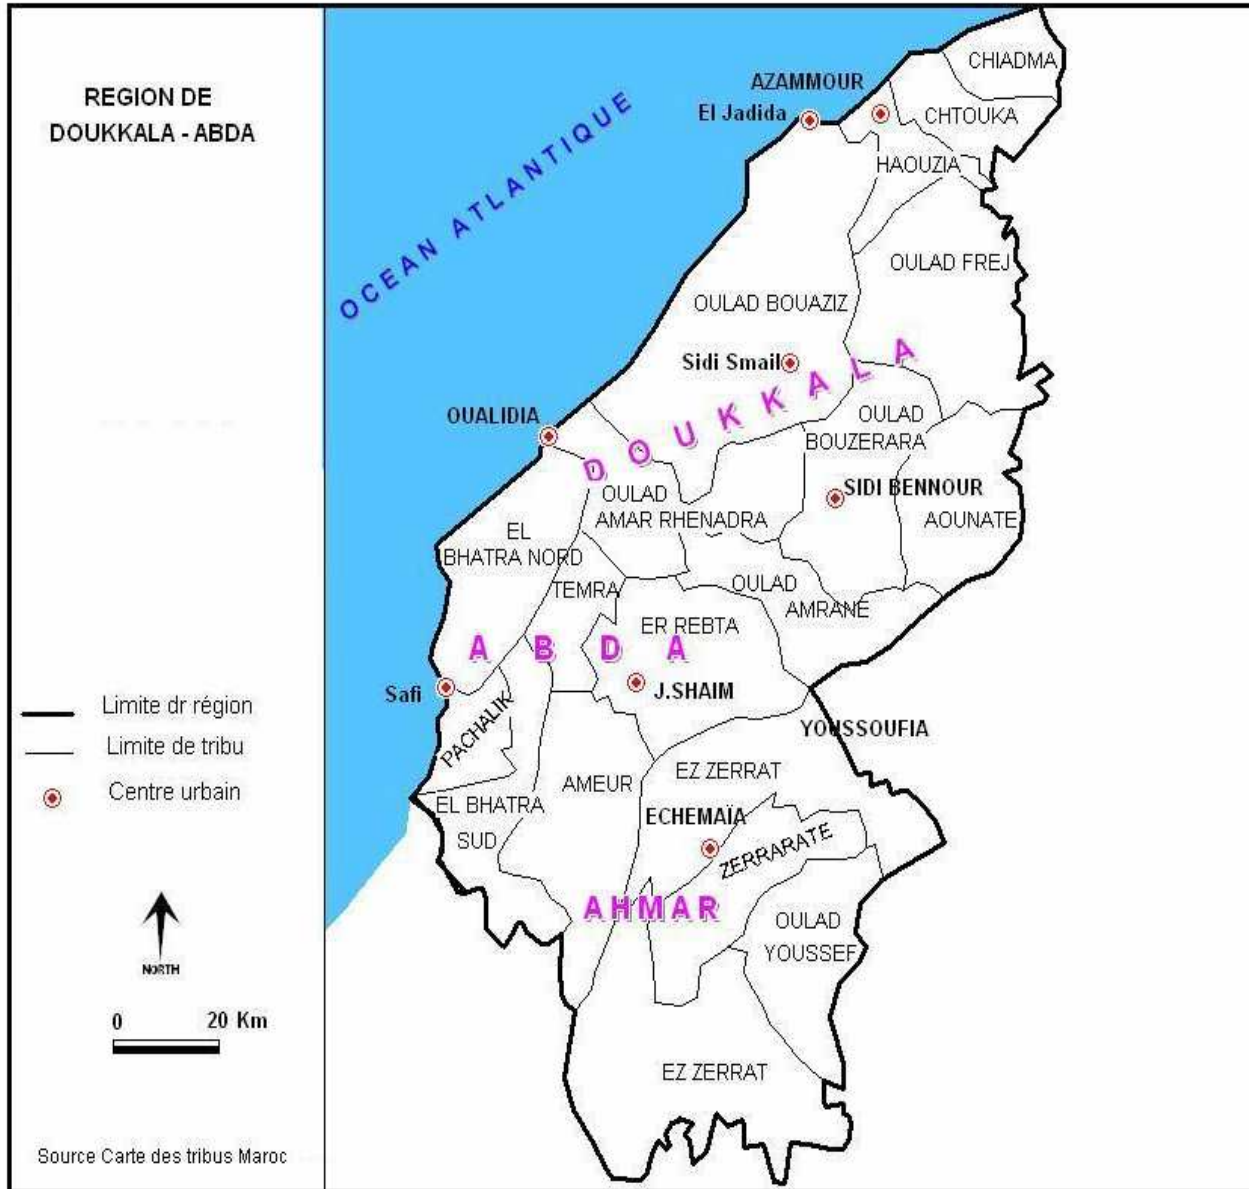 REGION DE
DOUKKALA - ABDA
OCEAN ATLANTIQUE
CHIADMA
AZAMMOUR
El Jadida
CHTOUKA
HAOUZIA
OULAD FREJ
OULAD BOUAZIZ
Sidi Smail
DOUKKALA
OUALIDIA
OULAD
BOUZERARA
SIDI BENNOUR
OULAD
AMAR RHENADRA
AOUNATE
EL
BHATRA NORD
TEMRA
OULAD
AMRANE
ER REBTA
ABDA
Safi
J.SHAIM
PACHALIK
YOUSSOUFIA
AMEUR
EZ ZERRAT
EL BHATRA
SUD
ECHEMAÏA
ZERRARATE
AHMAR
OULAD
YOUSSEF
EZ ZERRAT
Limite dr région
Limite de tribu
Centre urbain
NORTH
0 20 Km
Source Carte des tribus Maroc